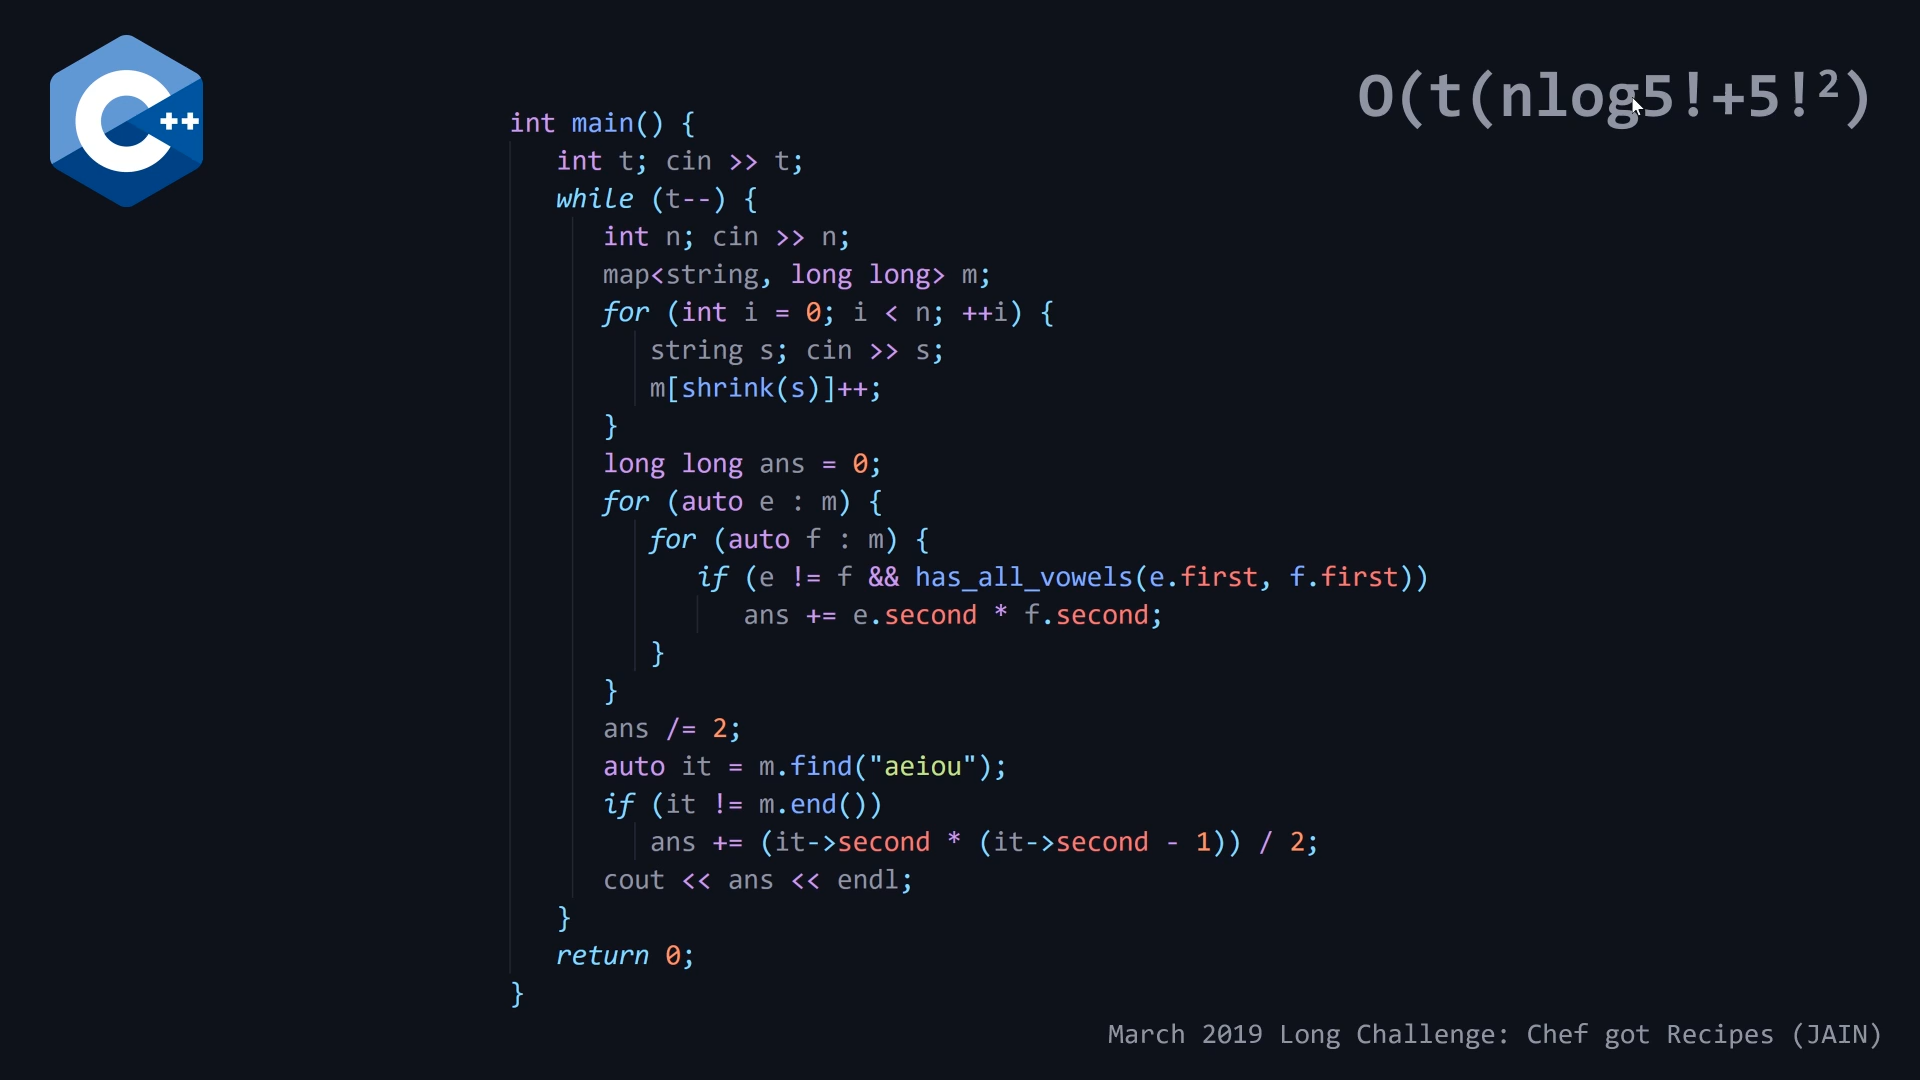 C++
O(t(nlog5!+5!²)
int main() {
int t; cin >> t;
while (t--) {
int n; cin >> n;
map<string, long long> m;
for (int i = 0; i < n; ++i) {
string s; cin >> s;
m[shrink(s)]++;
}
long long ans = 0;
for (auto e : m) {
for (auto f : m) {
if (e != f && has_all_vowels(e.first, f.first))
ans += e.second * f.second;
}
}
ans /= 2;
auto it = m.find("aeiou");
if (it != m.end())
ans += (it->second * (it->second - 1)) / 2;
cout << ans << endl;
}
return 0;
}
March 2019 Long Challenge: Chef got Recipes (JAIN)